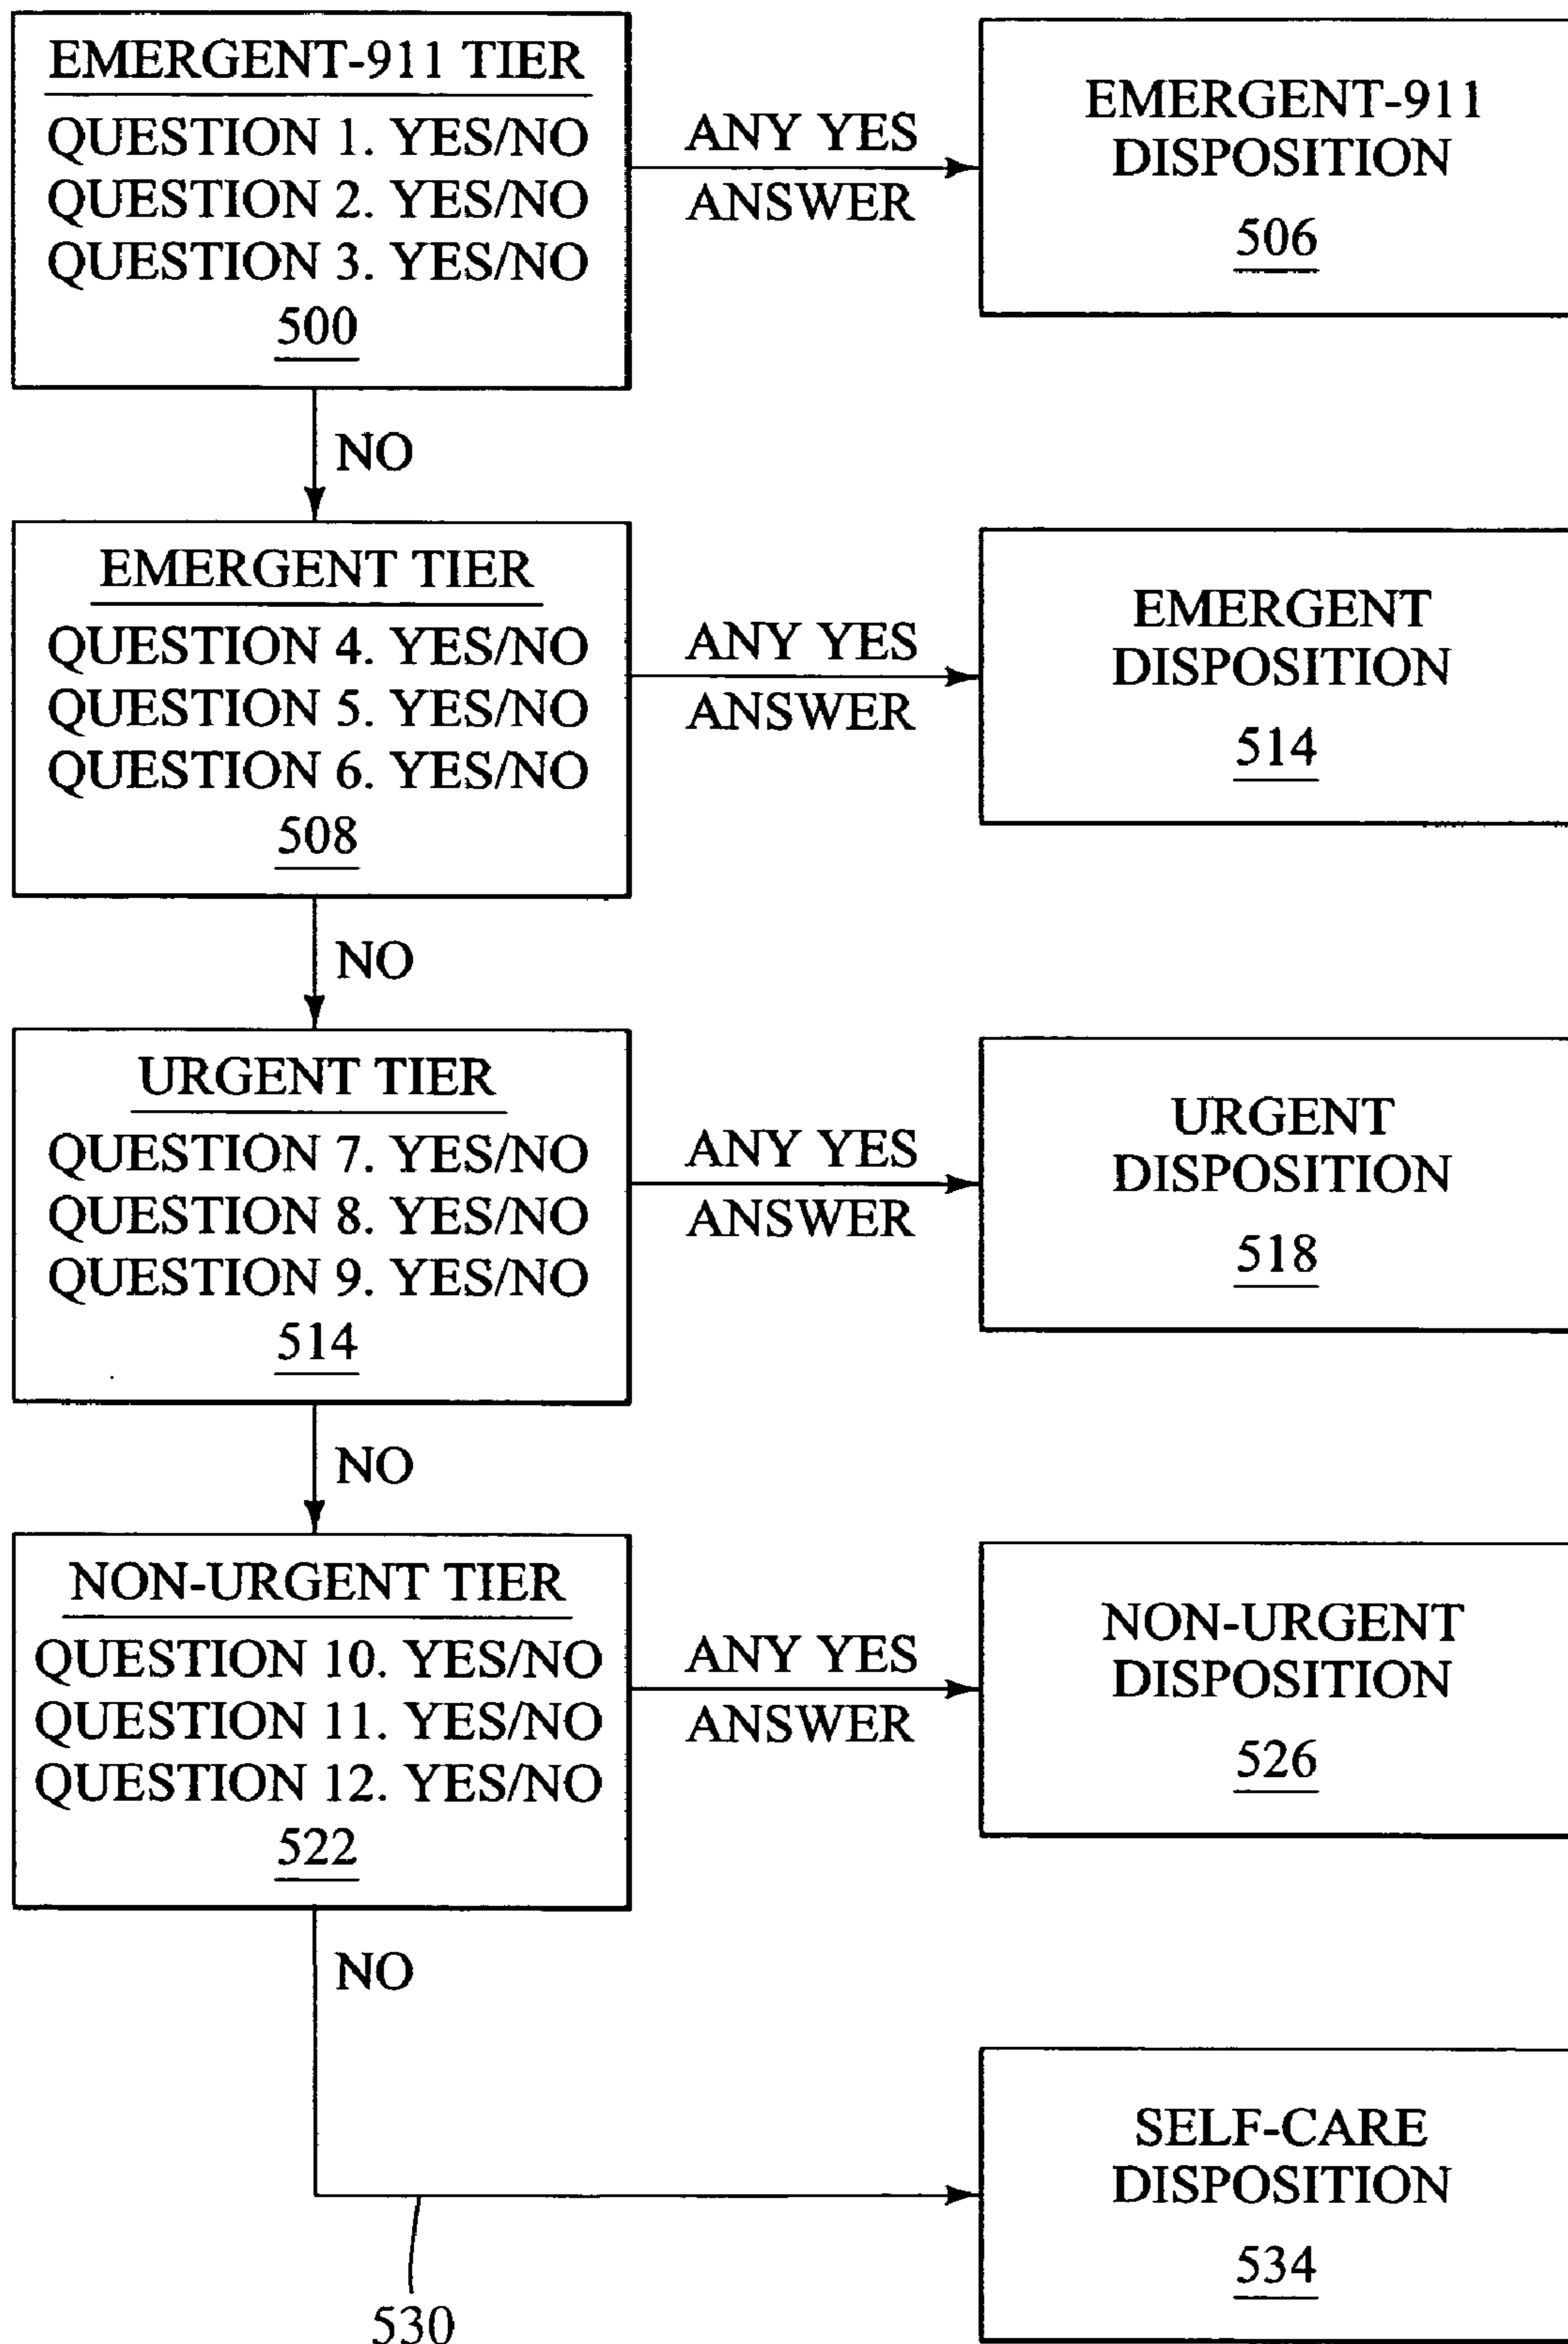 EMERGENT-911 TIER
QUESTION 1. YES/NO
QUESTION 2. YES/NO
QUESTION 3. YES/NO
500
ANY YES
ANSWER
EMERGENT-911
DISPOSITION
506
NO
EMERGENT TIER
QUESTION 4. YES/NO
QUESTION 5. YES/NO
QUESTION 6. YES/NO
508
ANY YES
ANSWER
EMERGENT
DISPOSITION
514
NO
URGENT TIER
QUESTION 7. YES/NO
QUESTION 8. YES/NO
QUESTION 9. YES/NO
514
ANY YES
ANSWER
URGENT
DISPOSITION
518
NO
NON-URGENT TIER
QUESTION 10. YES/NO
QUESTION 11. YES/NO
QUESTION 12. YES/NO
522
ANY YES
ANSWER
NON-URGENT
DISPOSITION
526
NO
530
SELF-CARE
DISPOSITION
534